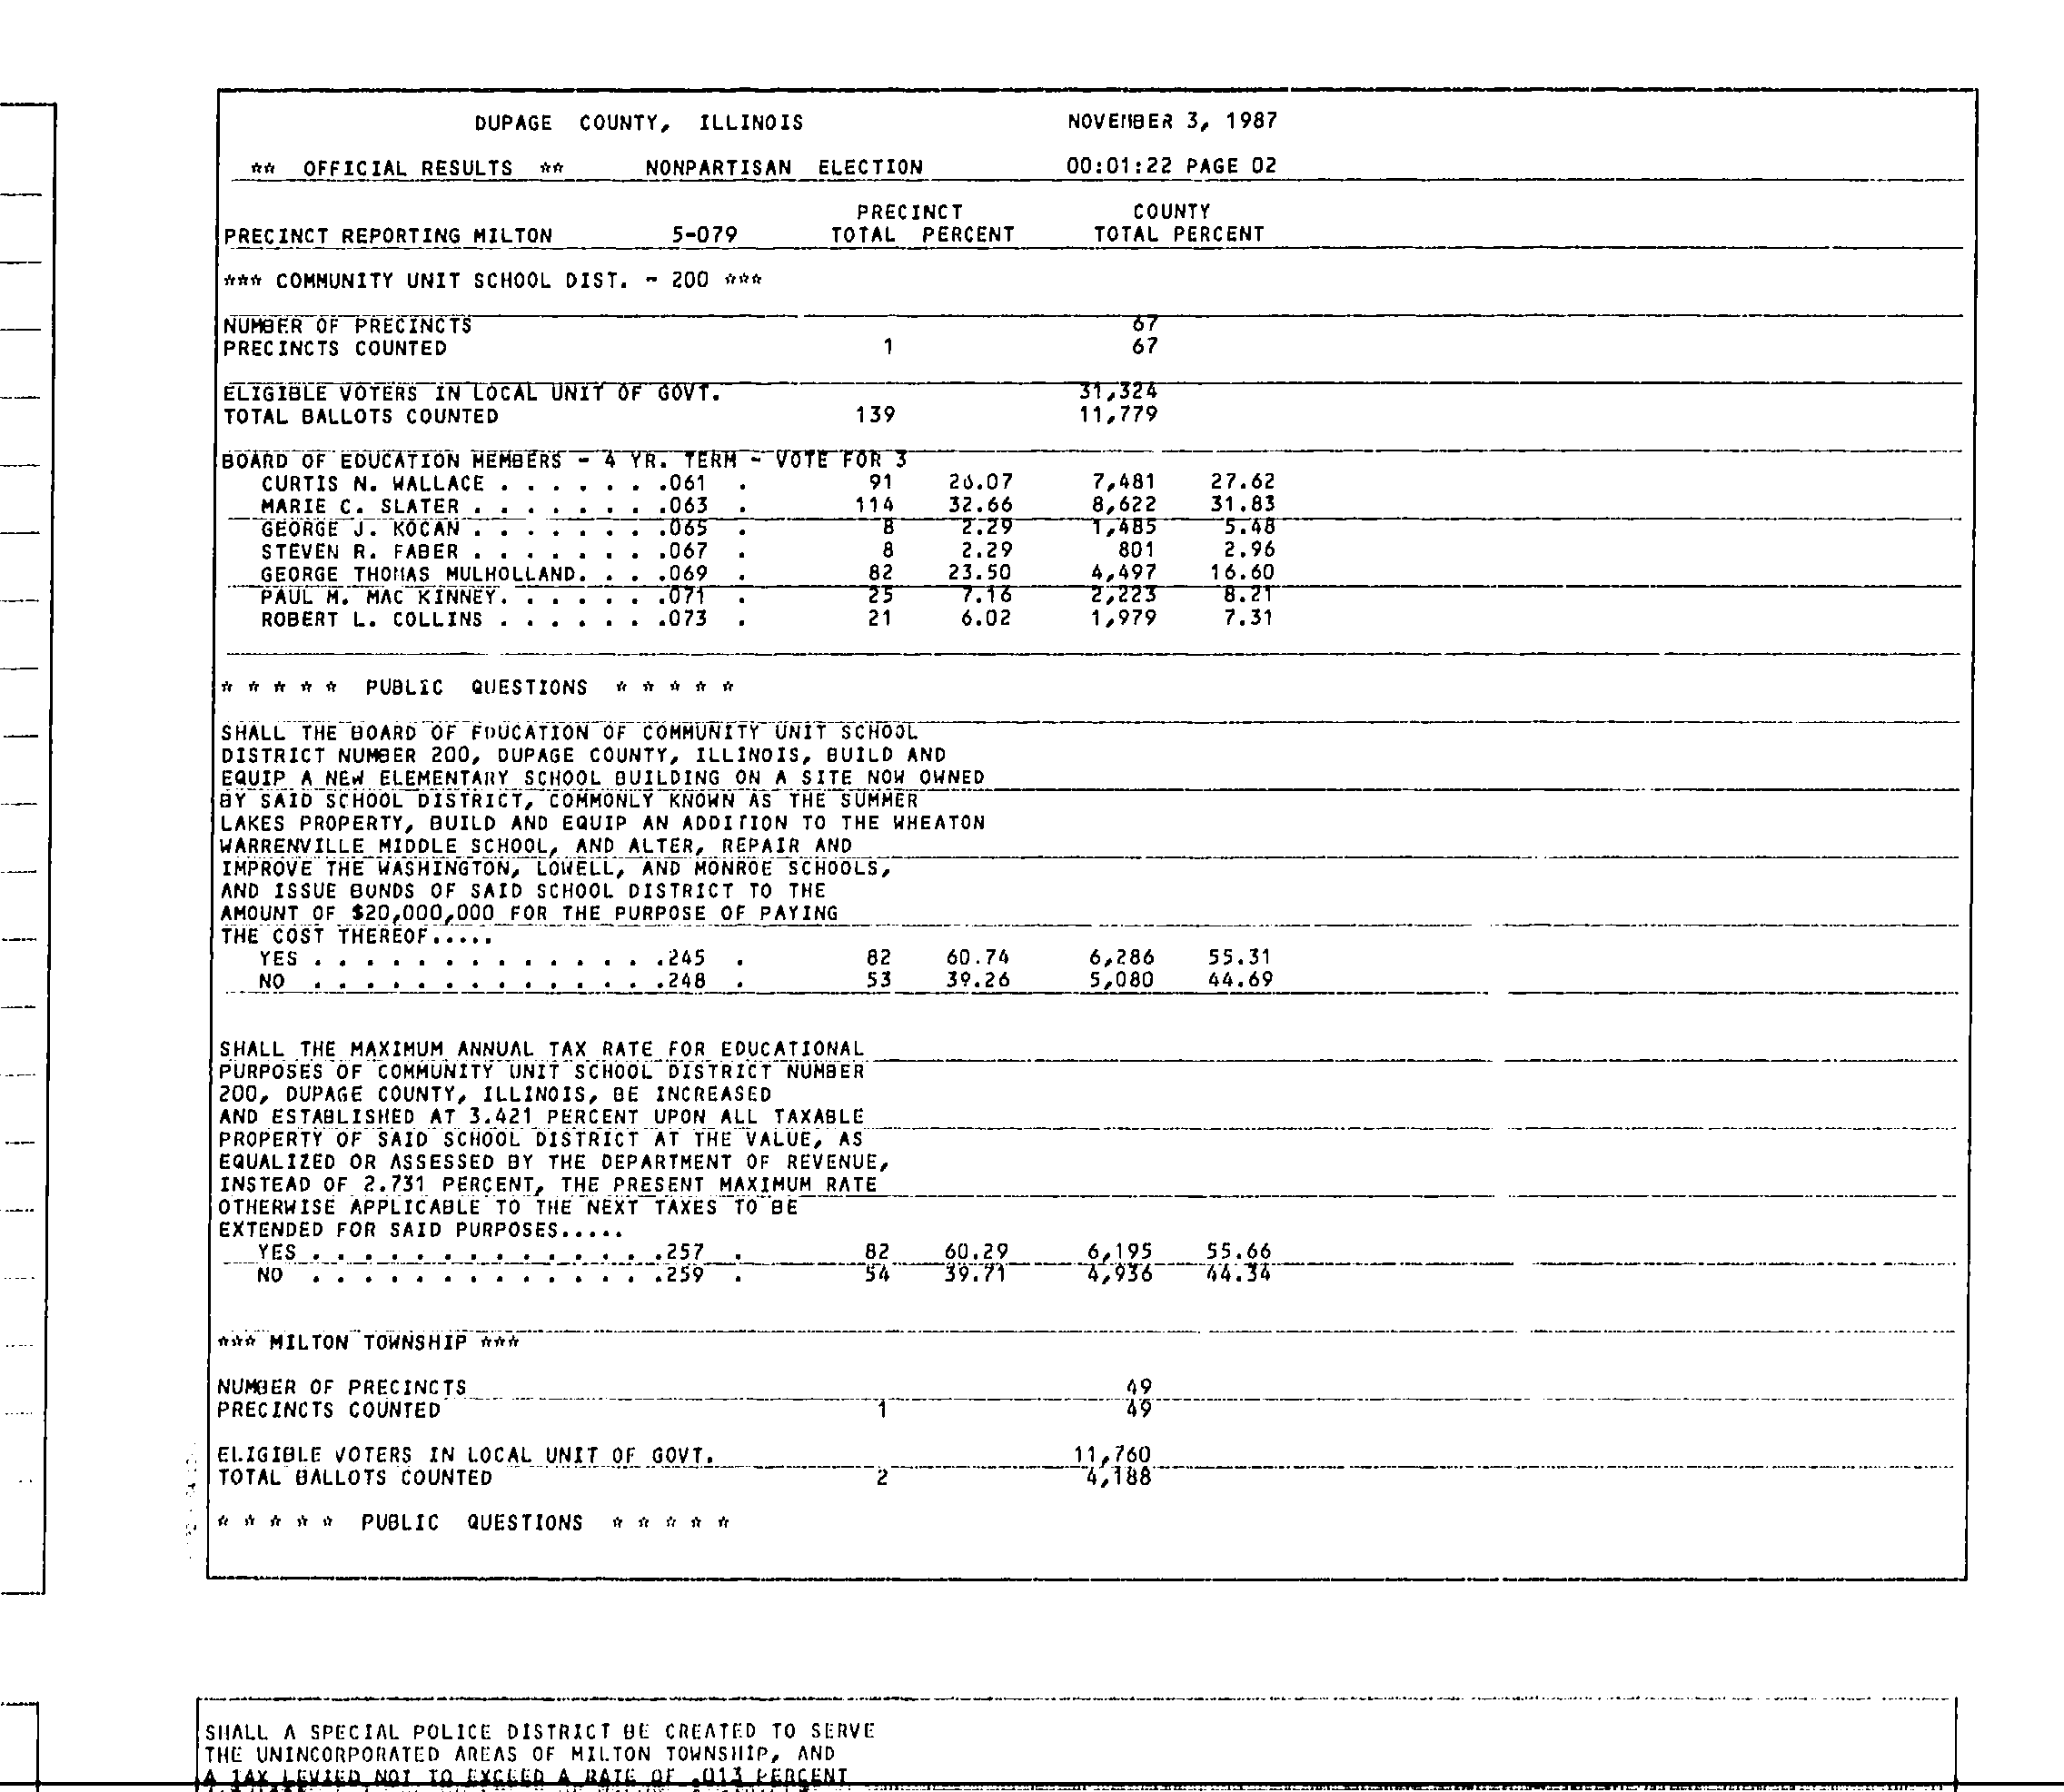 DUPAGE COUNTY, ILLINOIS NOVEMBER 3, 1987
** OFFICIAL RESULTS ** NONPARTISAN ELECTION 00:01:22 PAGE 02
PRECINCT COUNTY
PRECINCT REPORTING MILTON 5-079 TOTAL PERCENT TOTAL PERCENT
*** COMMUNITY UNIT SCHOOL DIST. - 200 ***
NUMBER OF PRECINCTS 67
PRECINCTS COUNTED 1 67
ELIGIBLE VOTERS IN LOCAL UNIT OF GOVT. 31,324
TOTAL BALLOTS COUNTED 139 11,779
BOARD OF EDUCATION MEMBERS - 4 YR. TERM - VOTE FOR 3
CURTIS N. WALLACE . . . . . . .061 . 91 26.07 7,481 27.62
MARIE C. SLATER . . . . . . . .063 . 114 32.66 8,622 31.83
GEORGE J. KOCAN . . . . . . . .065 . 8 2.29 1,485 5.48
STEVEN R. FABER . . . . . . . .067 . 8 2.29 801 2.96
GEORGE THOMAS MULHOLLAND. . . .069 . 82 23.50 4,497 16.60
PAUL M. MAC KINNEY. . . . . . .071 . 25 7.16 2,223 8.21
ROBERT L. COLLINS . . . . . . .073 . 21 6.02 1,979 7.31
* * * * * PUBLIC QUESTIONS * * * * *
SHALL THE BOARD OF EDUCATION OF COMMUNITY UNIT SCHOOL
DISTRICT NUMBER 200, DUPAGE COUNTY, ILLINOIS, BUILD AND
EQUIP A NEW ELEMENTARY SCHOOL BUILDING ON A SITE NOW OWNED
BY SAID SCHOOL DISTRICT, COMMONLY KNOWN AS THE SUMMER
LAKES PROPERTY, BUILD AND EQUIP AN ADDITION TO THE WHEATON
WARRENVILLE MIDDLE SCHOOL, AND ALTER, REPAIR AND
IMPROVE THE WASHINGTON, LOWELL, AND MONROE SCHOOLS,
AND ISSUE BONDS OF SAID SCHOOL DISTRICT TO THE
AMOUNT OF $20,000,000 FOR THE PURPOSE OF PAYING
THE COST THEREOF.....
YES . . . . . . . . . . . . . .245 . 82 60.74 6,286 55.31
NO . . . . . . . . . . . . . .248 . 53 39.26 5,080 44.69
SHALL THE MAXIMUM ANNUAL TAX RATE FOR EDUCATIONAL
PURPOSES OF COMMUNITY UNIT SCHOOL DISTRICT NUMBER
200, DUPAGE COUNTY, ILLINOIS, BE INCREASED
AND ESTABLISHED AT 3.421 PERCENT UPON ALL TAXABLE
PROPERTY OF SAID SCHOOL DISTRICT AT THE VALUE, AS
EQUALIZED OR ASSESSED BY THE DEPARTMENT OF REVENUE,
INSTEAD OF 2.731 PERCENT, THE PRESENT MAXIMUM RATE
OTHERWISE APPLICABLE TO THE NEXT TAXES TO BE
EXTENDED FOR SAID PURPOSES.....
YES . . . . . . . . . . . . . .257 . 82 60.29 6,195 55.66
NO . . . . . . . . . . . . . .259 . 54 39.71 4,936 44.34
*** MILTON TOWNSHIP ***
NUMBER OF PRECINCTS 49
PRECINCTS COUNTED 1 49
ELIGIBLE VOTERS IN LOCAL UNIT OF GOVT. 11,760
TOTAL BALLOTS COUNTED 2 4,188
* * * * * PUBLIC QUESTIONS * * * * *
SHALL A SPECIAL POLICE DISTRICT BE CREATED TO SERVE
THE UNINCORPORATED AREAS OF MILTON TOWNSHIP, AND
A TAX LEVIED NOT TO EXCEED A RATE OF .013 PERCENT